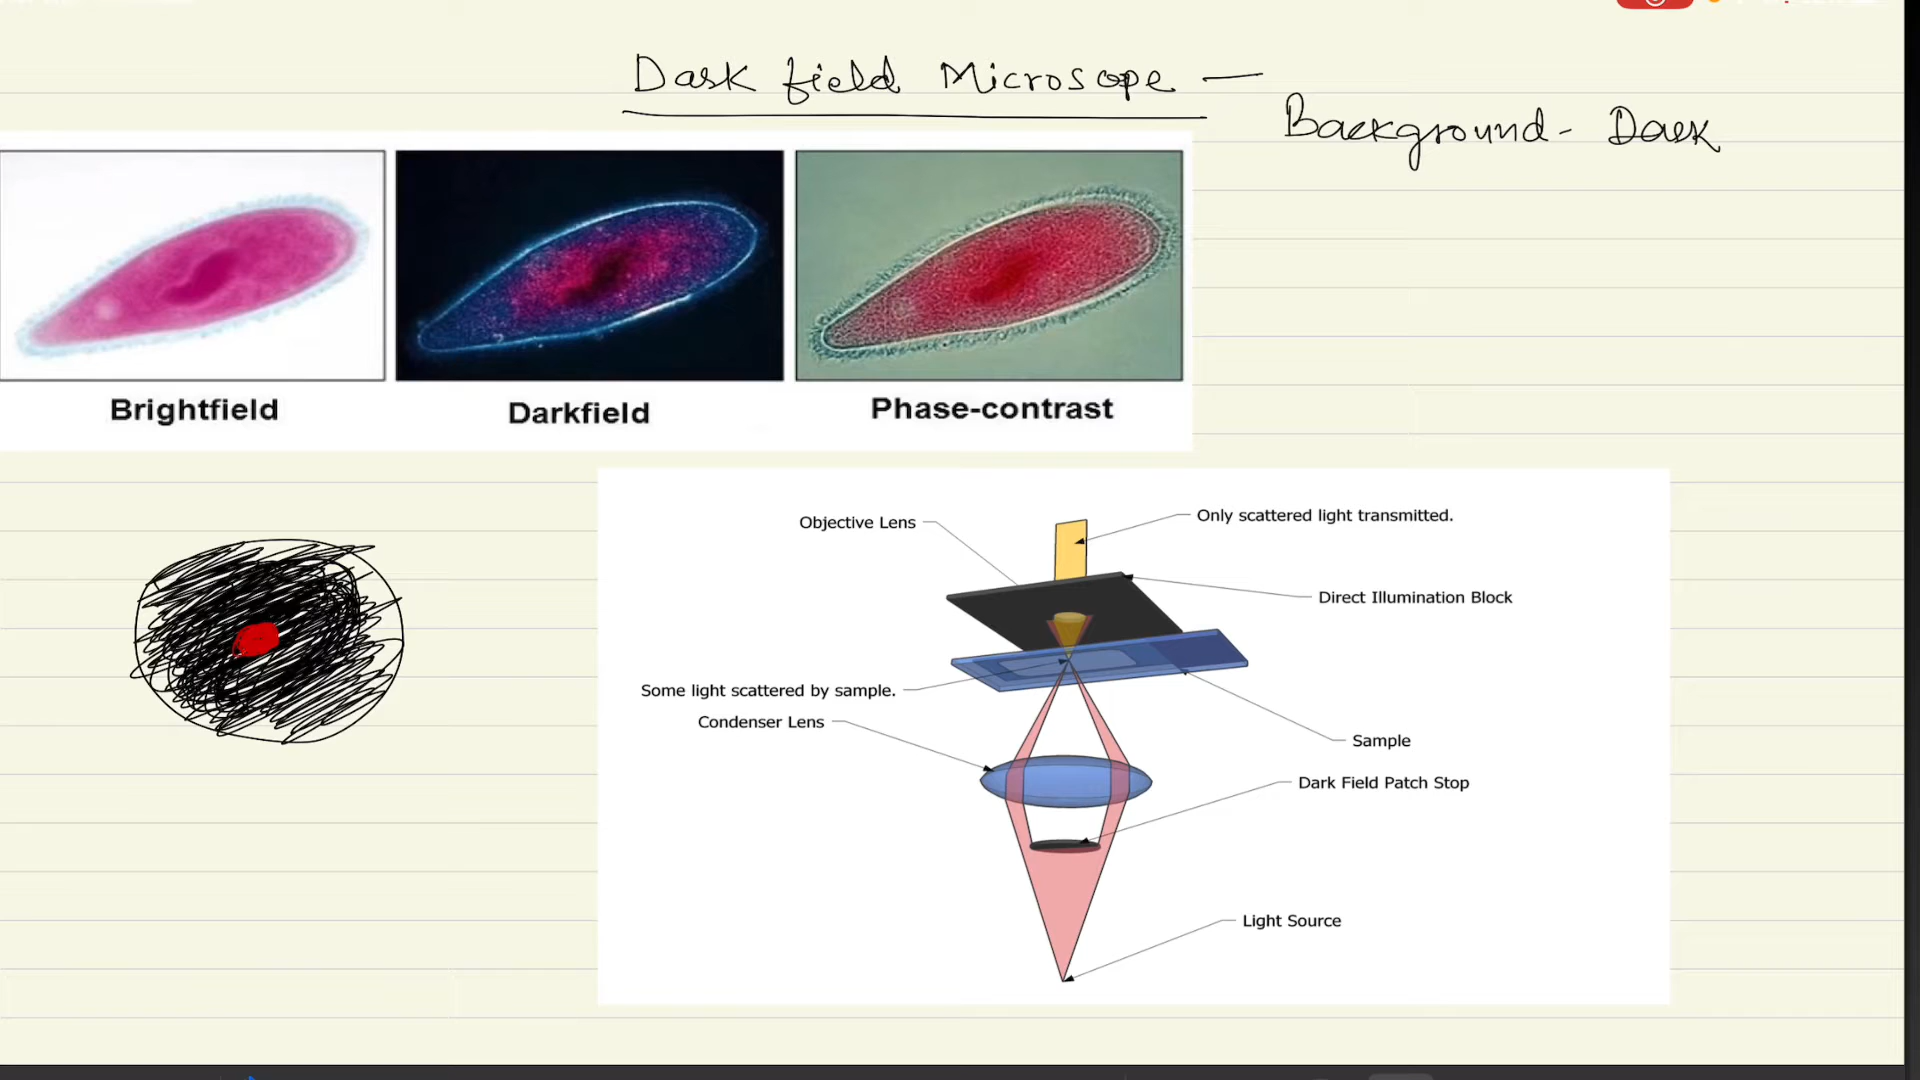 Dark field Microscope —
Background - Dark
Brightfield
Darkfield
Phase-contrast
Objective Lens
Only scattered light transmitted.
Direct Illumination Block
Some light scattered by sample.
Condenser Lens
Sample
Dark Field Patch Stop
Light Source